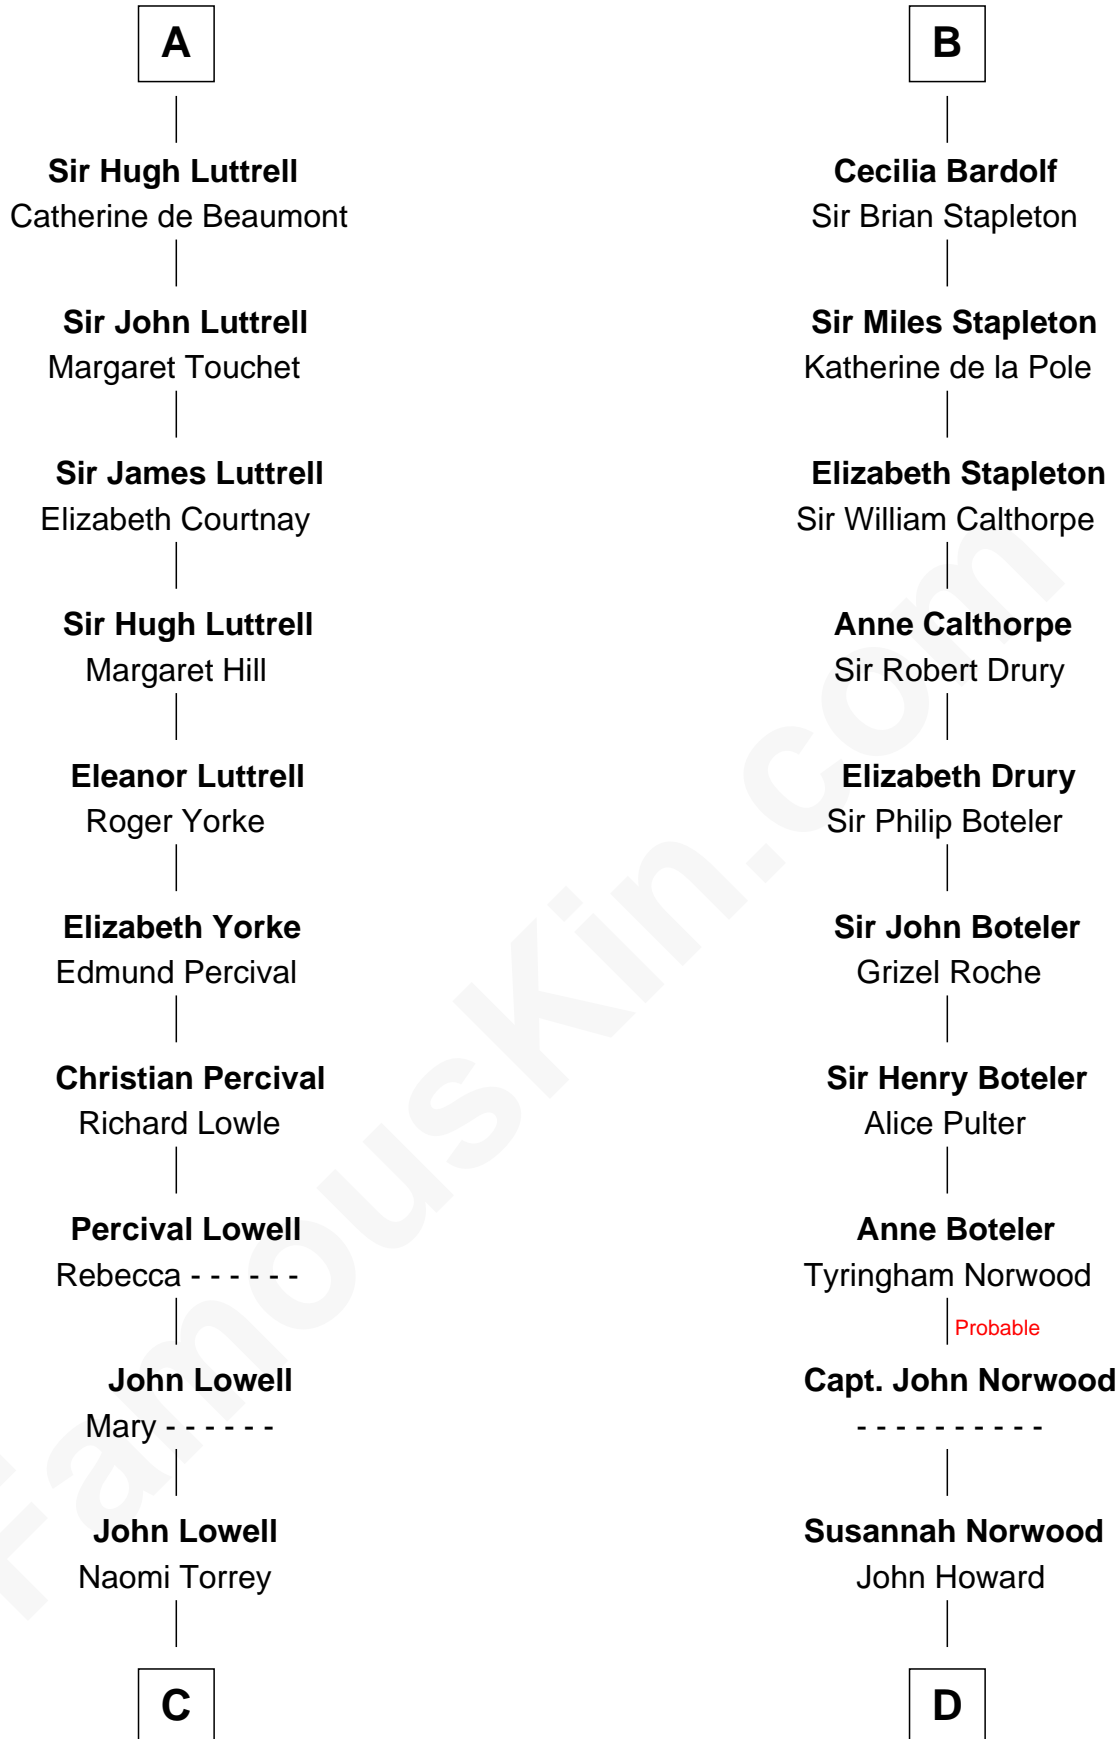 A
Sir Hugh Luttrell
Catherine de Beaumont
Sir John Luttrell
Margaret Touchet
Sir James Luttrell
Elizabeth Courtnay
Sir Hugh Luttrell
Margaret Hill
Eleanor Luttrell
Roger Yorke
Elizabeth Yorke
Edmund Percival
Christian Percival
Richard Lowle
Percival Lowell
Rebecca - - - - - -
John Lowell
Mary - - - - - -
John Lowell
Naomi Torrey
C
B
Cecilia Bardolf
Sir Brian Stapleton
Sir Miles Stapleton
Katherine de la Pole
Elizabeth Stapleton
Sir William Calthorpe
Anne Calthorpe
Sir Robert Drury
Elizabeth Drury
Sir Philip Boteler
Sir John Boteler
Grizel Roche
Sir Henry Boteler
Alice Pulter
Anne Boteler
Tyringham Norwood
Probable
Capt. John Norwood
- - - - - - - - - -
Susannah Norwood
John Howard
D
FamousKin.com